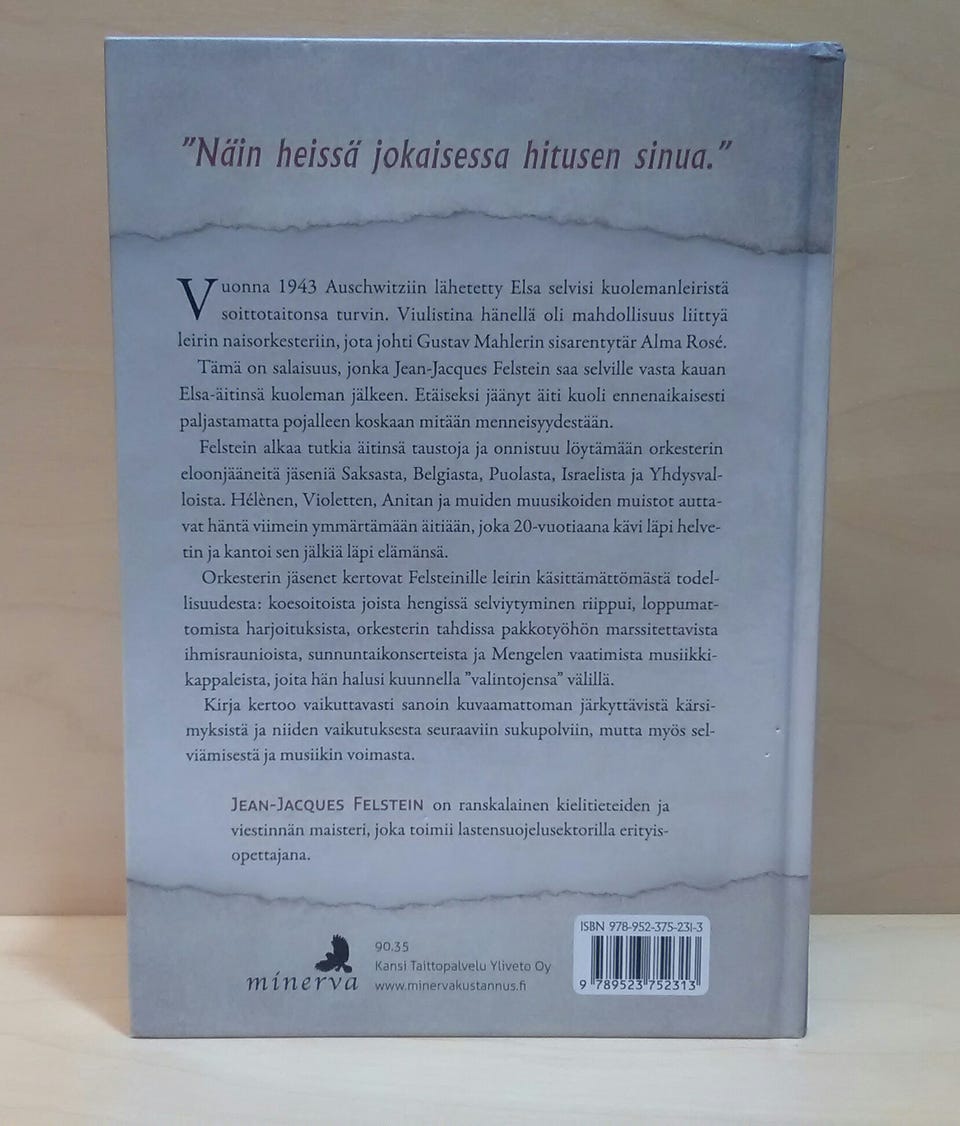 ”Näin heissä jokaisessa hitusen sinua.”
Vuonna 1943 Auschwitziin lähetetty Elsa selvisi kuolemanleiristä
soittotaitonsa turvin. Viulistina hänellä oli mahdollisuus liittyä
leirin naisorkesteriin, jota johti Gustav Mahlerin sisarentytär Alma Rosé.
Tämä on salaisuus, jonka Jean-Jacques Felstein saa selville vasta kauan
Elsa-äitinsä kuoleman jälkeen. Etäiseksi jäänyt äiti kuoli ennenaikaisesti
paljastamatta pojalleen koskaan mitään menneisyydestään.
Felstein alkaa tutkia äitinsä taustoja ja onnistuu löytämään orkesterin
eloonjääneitä jäseniä Saksasta, Belgiasta, Puolasta, Israelista ja Yhdysval-
loista. Hélènen, Violetten, Anitan ja muiden muusikoiden muistot autta-
vat häntä viimein ymmärtämään äitiään, joka 20-vuotiaana kävi läpi helve-
tin ja kantoi sen jälkiä läpi elämänsä.
Orkesterin jäsenet kertovat Felsteinille leirin käsittämättömästä todel-
lisuudesta: koesoitoista joista hengissä selviytyminen riippui, loppumat-
tomista harjoituksista, orkesterin tahdissa pakkotyöhön marssitettavista
ihmisraunioista, sunnuntaikonserteista ja Mengelen vaatimista musiikki-
kappaleista, joita hän halusi kuunnella ”valintojensa” välillä.
Kirja kertoo vaikuttavasti sanoin kuvaamattoman järkyttävistä kärsi-
myksistä ja niiden vaikutuksesta seuraaviin sukupolviin, mutta myös sel-
viämisestä ja musiikin voimasta.
Jean-Jacques Felstein on ranskalainen kielitieteiden ja
viestinnän maisteri, joka toimii lastensuojelusektorilla erityis-
opettajana.
minerva
90.35
Kansi Taittopalvelu Yliveto Oy
www.minervakustannus.fi
ISBN 978-952-375-231-3
9 789523 752313